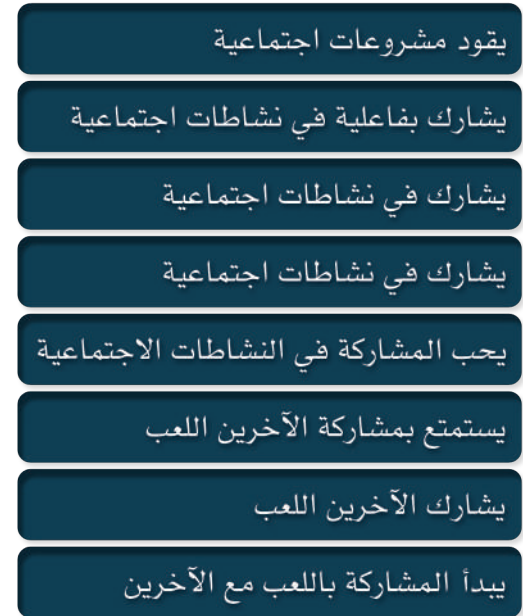 يقود مشروعات اجتماعية
يشارك بفاعلية في نشاطات اجتماعية
يشارك في نشاطات اجتماعية
يشارك في نشاطات اجتماعية
يحب المشاركة في النشاطات الاجتماعية
يستمتع بمشاركة الآخرين اللعب
يشارك الآخرين اللعب
يبدأ المشاركة باللعب مع الآخرين